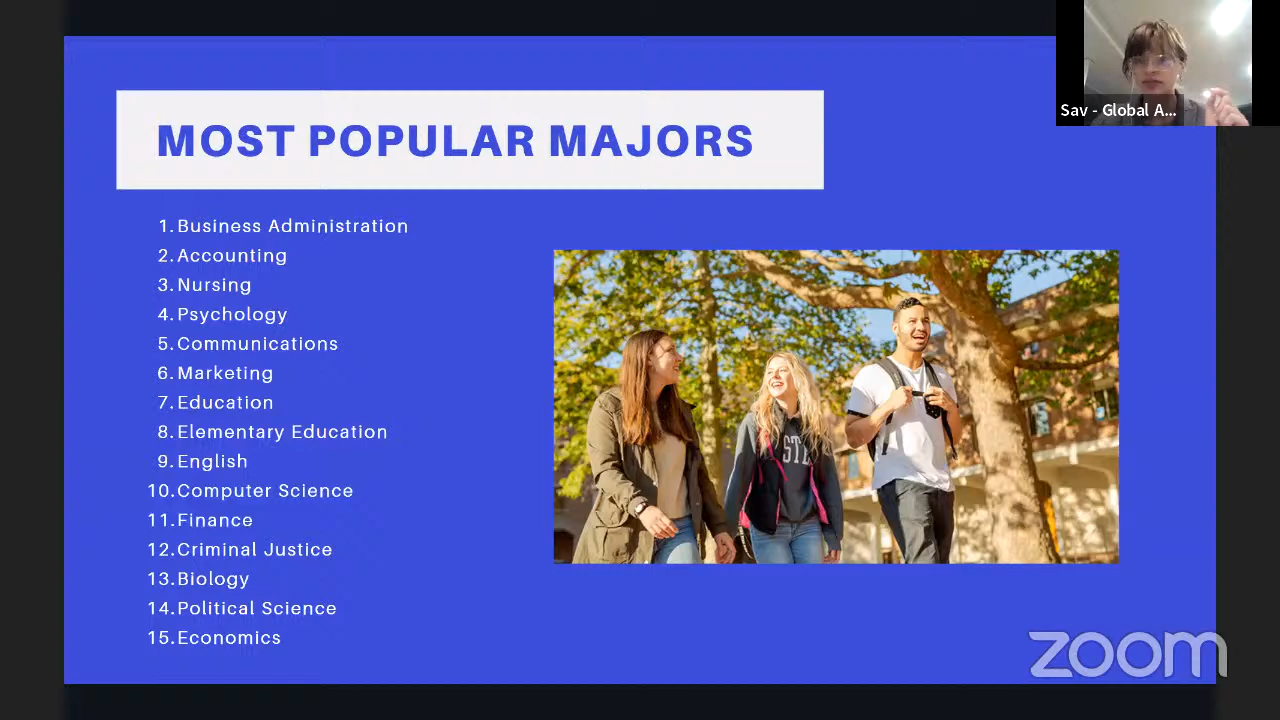 Sav - Global A...
MOST POPULAR MAJORS
1. Business Administration
2. Accounting
3. Nursing
4. Psychology
5. Communications
6. Marketing
7. Education
8. Elementary Education
9. English
10. Computer Science
11. Finance
12. Criminal Justice
13. Biology
14. Political Science
15. Economics
STE
zoom